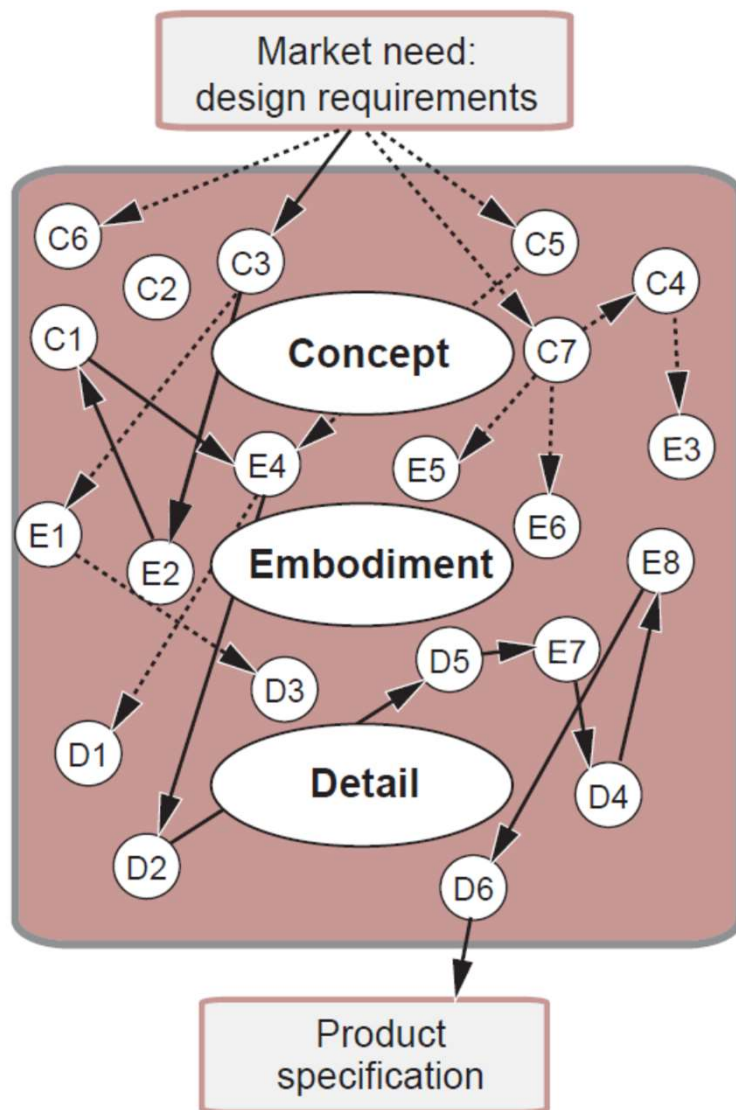 Market need:
design requirements
C6
C3
C5
C2
C4
C1
Concept
C7
E4
E5
E3
E1
E6
E2
Embodiment
E8
D5
E7
D3
D1
Detail
D4
D2
D6
Product
specification